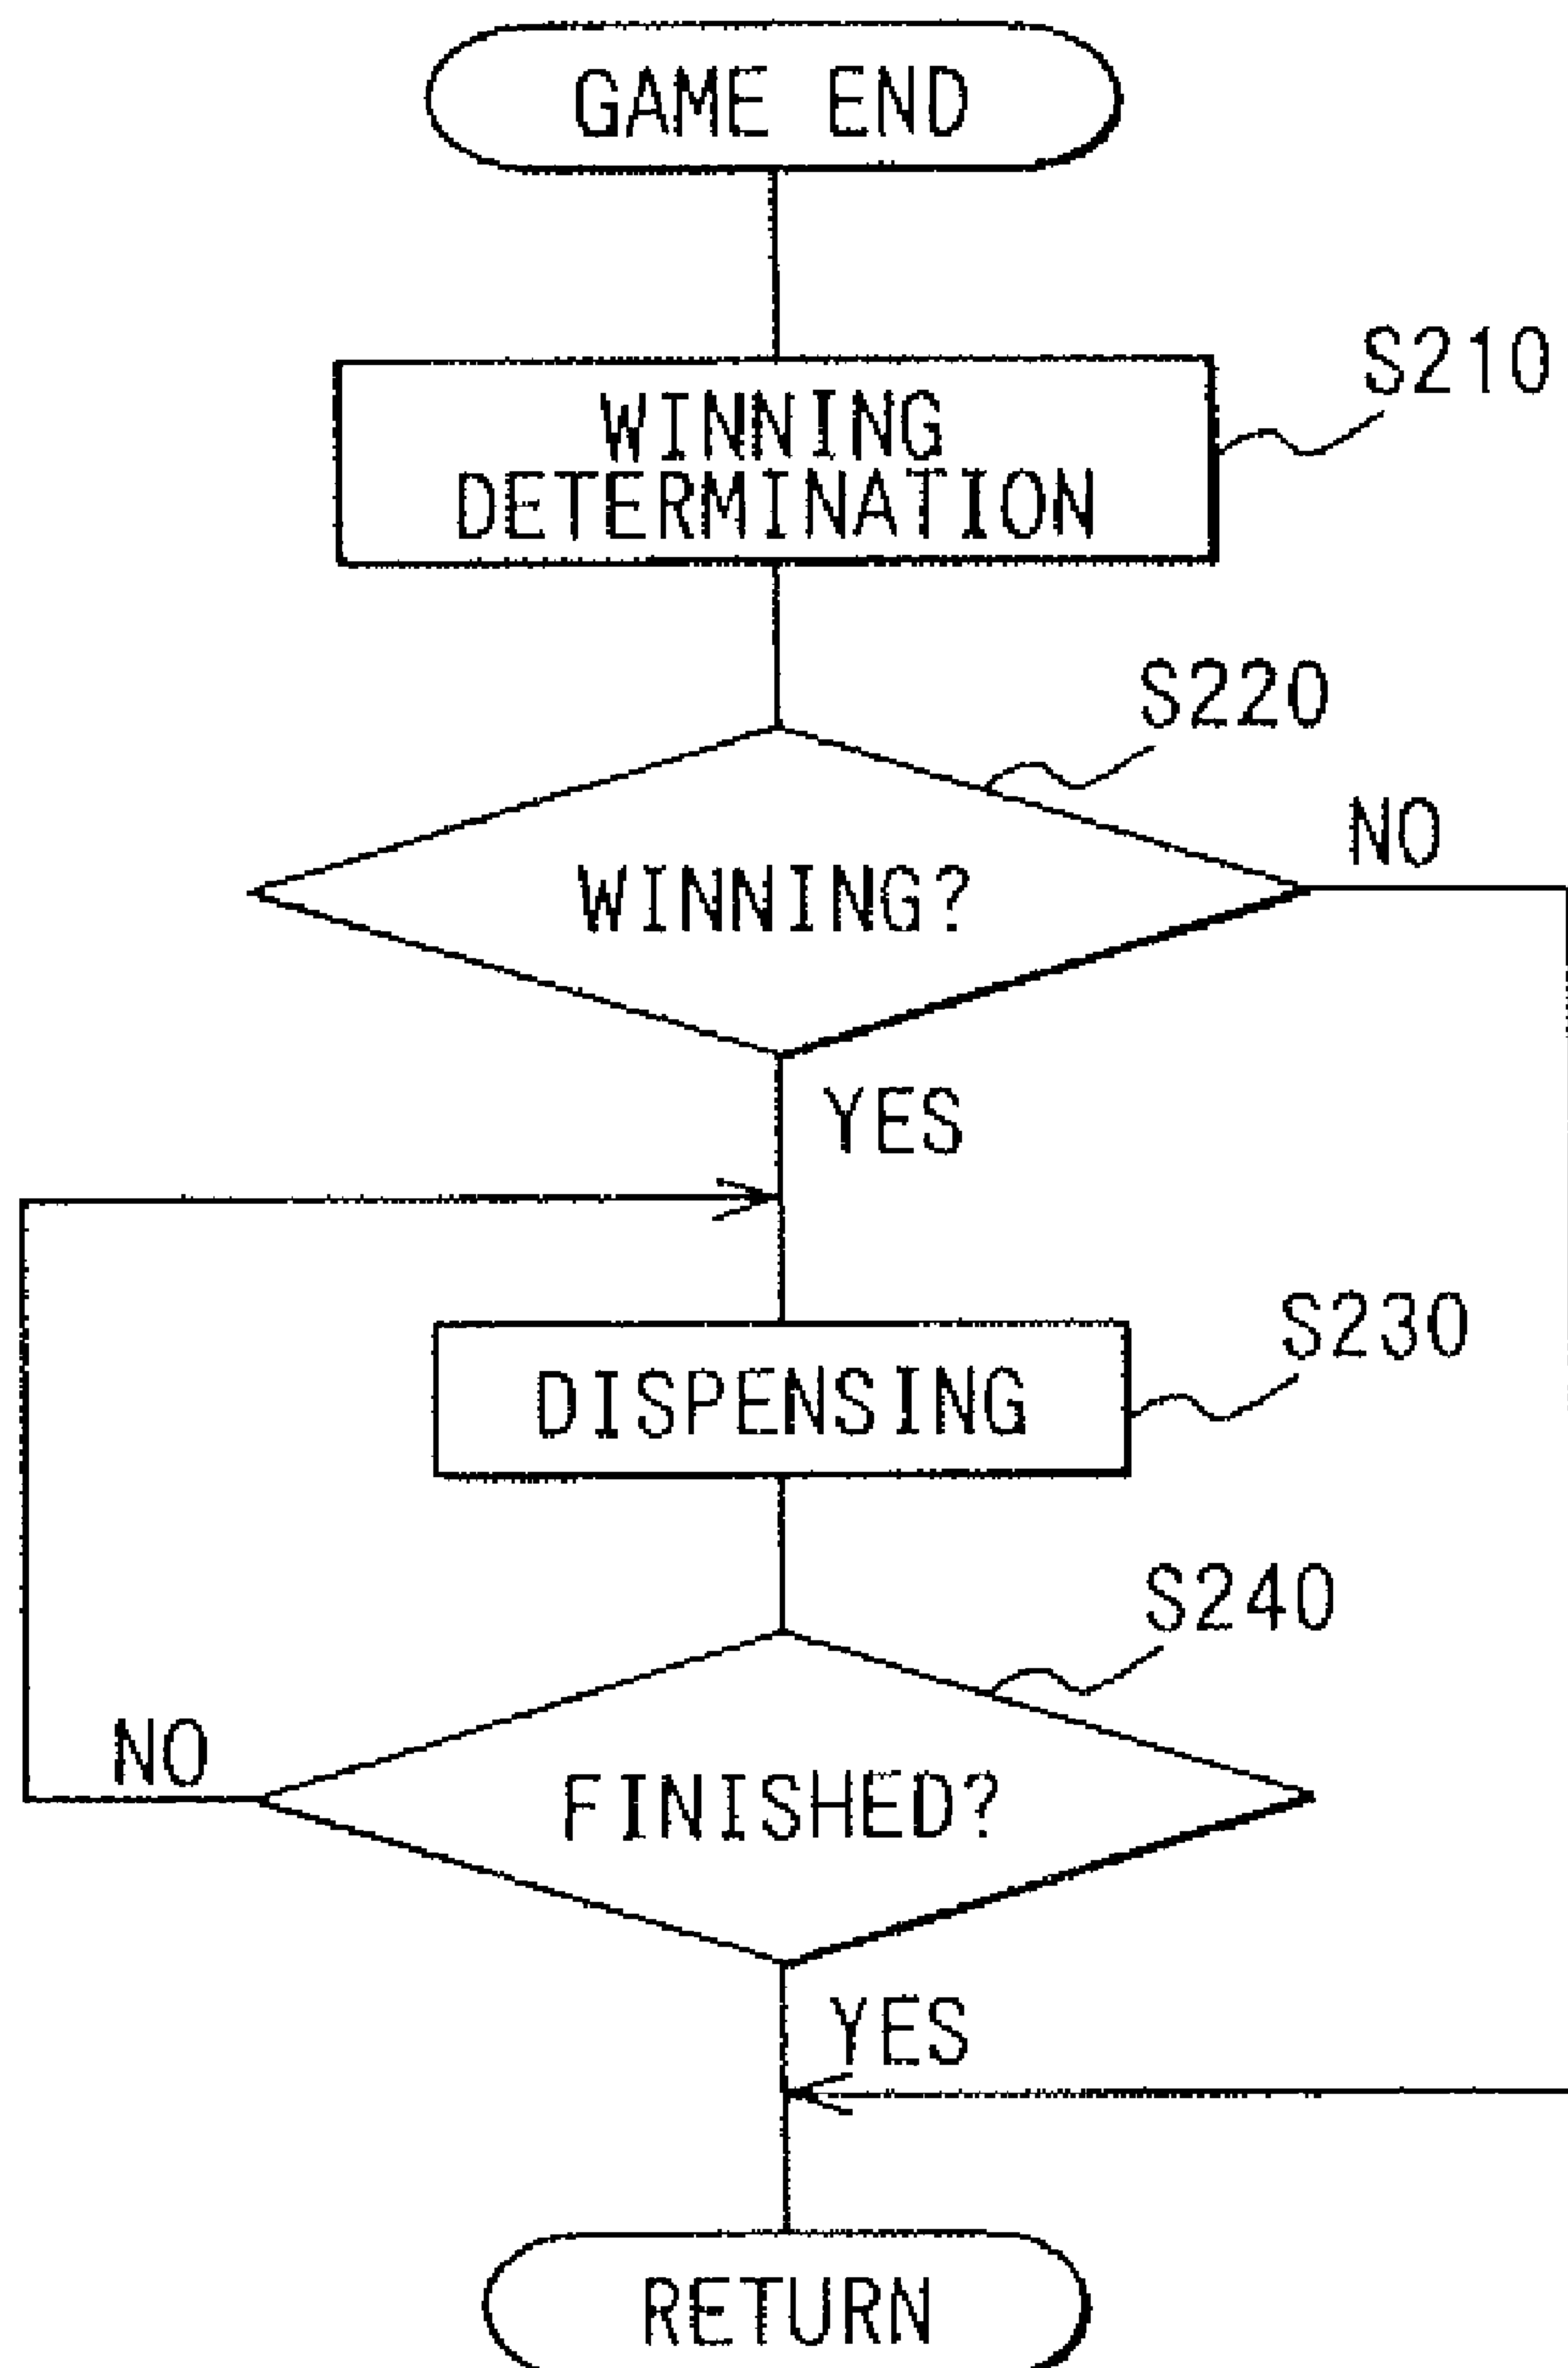 GAME END
S210
WINNING
DETERMINATION
S220
NO
WINNING?
YES
S230
DISPENSING
S240
NO
FINISHED?
YES
RETURN